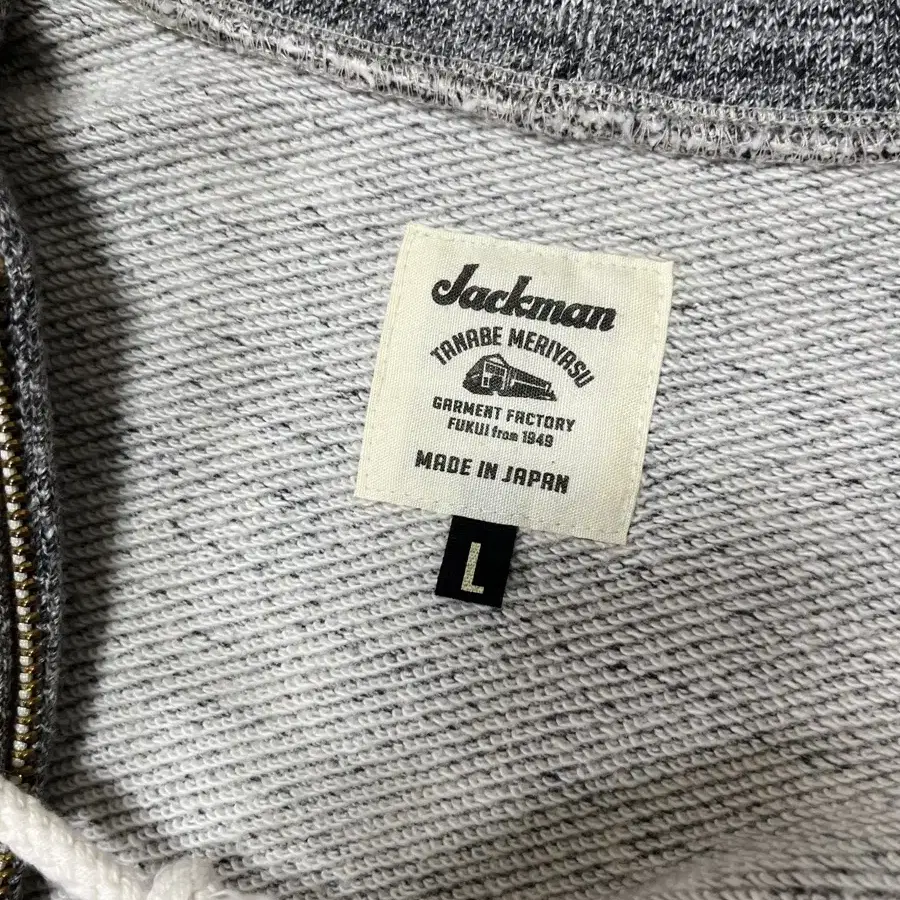 Jackman
TANABE MERIYASU
GARMENT FACTORY
FUKUI from 1949
MADE IN JAPAN
L